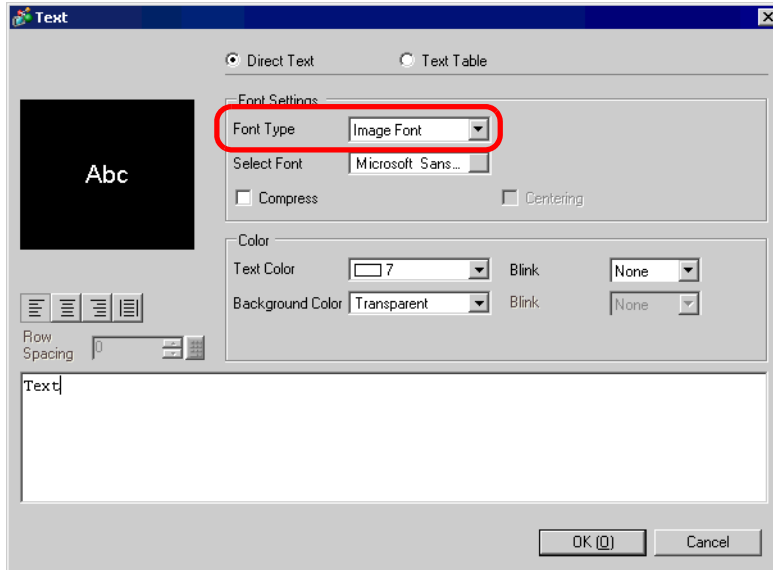 Text
Direct Text Text Table
Font Settings
Font Type Image Font
Select Font Microsoft Sans...
Compress Centering
Abc
Color
Text Color 7 Blink None
Background Color Transparent Blink None
Row
Spacing 0
Text
OK (O) Cancel